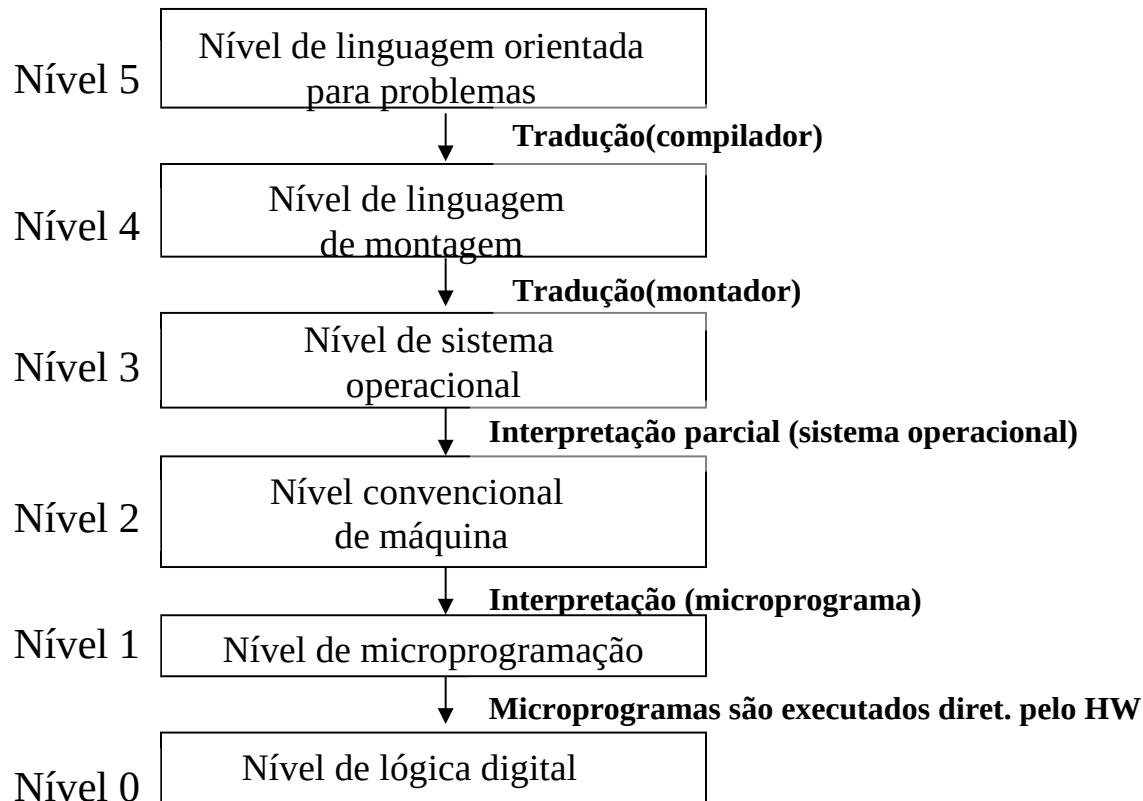 Nível 5
Nível de linguagem orientada
para problemas
Tradução(compilador)
Nível 4
Nível de linguagem
de montagem
Tradução(montador)
Nível 3
Nível de sistema
operacional
Interpretação parcial (sistema operacional)
Nível 2
Nível convencional
de máquina
Interpretação (microprograma)
Nível 1
Nível de microprogramação
Microprogramas são executados diret. pelo HW
Nível 0
Nível de lógica digital